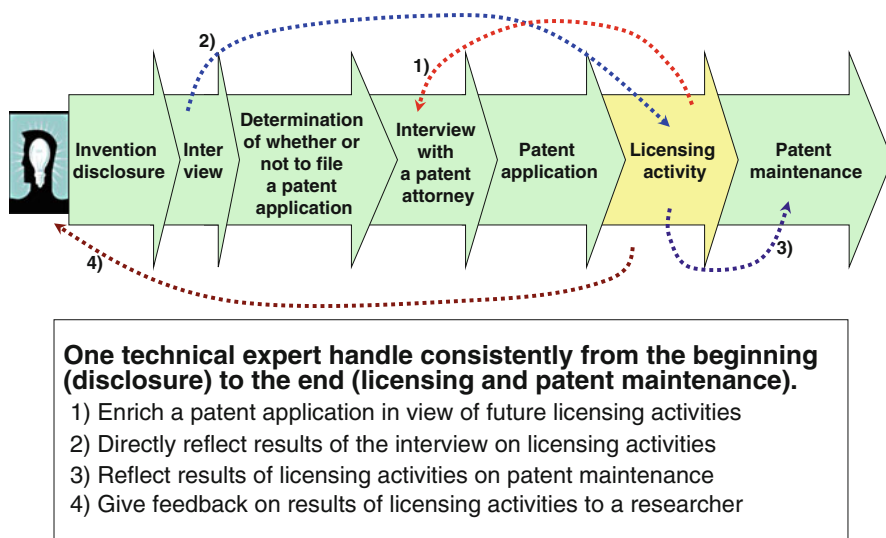 2)
1)
Invention
disclosure
Inter
view
Determination
of whether or
not to file
a patent
application
Interview
with
a patent
attorney
Patent
application
Licensing
activity
Patent
maintenance
4)
3)
One technical expert handle consistently from the beginning
(disclosure) to the end (licensing and patent maintenance).
1) Enrich a patent application in view of future licensing activities
2) Directly reflect results of the interview on licensing activities
3) Reflect results of licensing activities on patent maintenance
4) Give feedback on results of licensing activities to a researcher